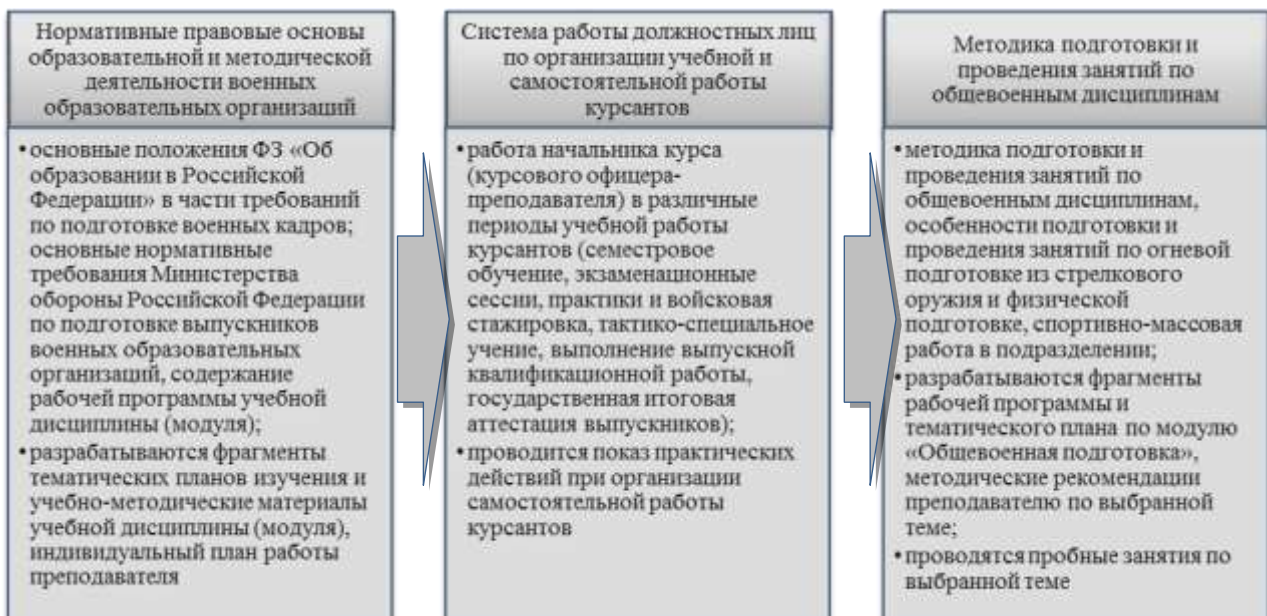 Нормативные правовые основы
образовательной и методической
деятельности военных
образовательных организаций
•основные положения ФЗ «Об
образовании в Российской
Федерации» в части требований
по подготовке военных кадров;
основные нормативные
требования Министерства
обороны Российской Федерации
по подготовке выпускников
военных образовательных
организаций, содержание
рабочей программы учебной
дисциплины (модуля);
•разрабатываются фрагменты
тематических планов изучения и
учебно-методические материалы
учебной дисциплины (модуля),
индивидуальный план работы
преподавателя
Система работы должностных лиц
по организации учебной и
самостоятельной работы
курсантов
•работа начальника курса
(курсового офицера-
преподавателя) в различные
периоды учебной работы
курсантов (семестровое
обучение, экзаменационные
сессии, практики и войсковая
стажировка, тактико-специальное
учение, выполнение выпускной
квалификационной работы,
государственная итоговая
аттестация выпускников);
•проводится показ практических
действий при организации
самостоятельной работы
курсантов
Методика подготовки и
проведения занятий по
общевоенным дисциплинам
•методика подготовки и
проведения занятий по
общевоенным дисциплинам,
особенности подготовки и
проведения занятий по огневой
подготовке из стрелкового
оружия и физической
подготовке, спортивно-массовая
работа в подразделении;
•разрабатываются фрагменты
рабочей программы и
тематического плана по модулю
«Общевоенная подготовка»,
методические рекомендации
преподавателю по выбранной
теме;
•проводятся пробные занятия по
выбранной теме